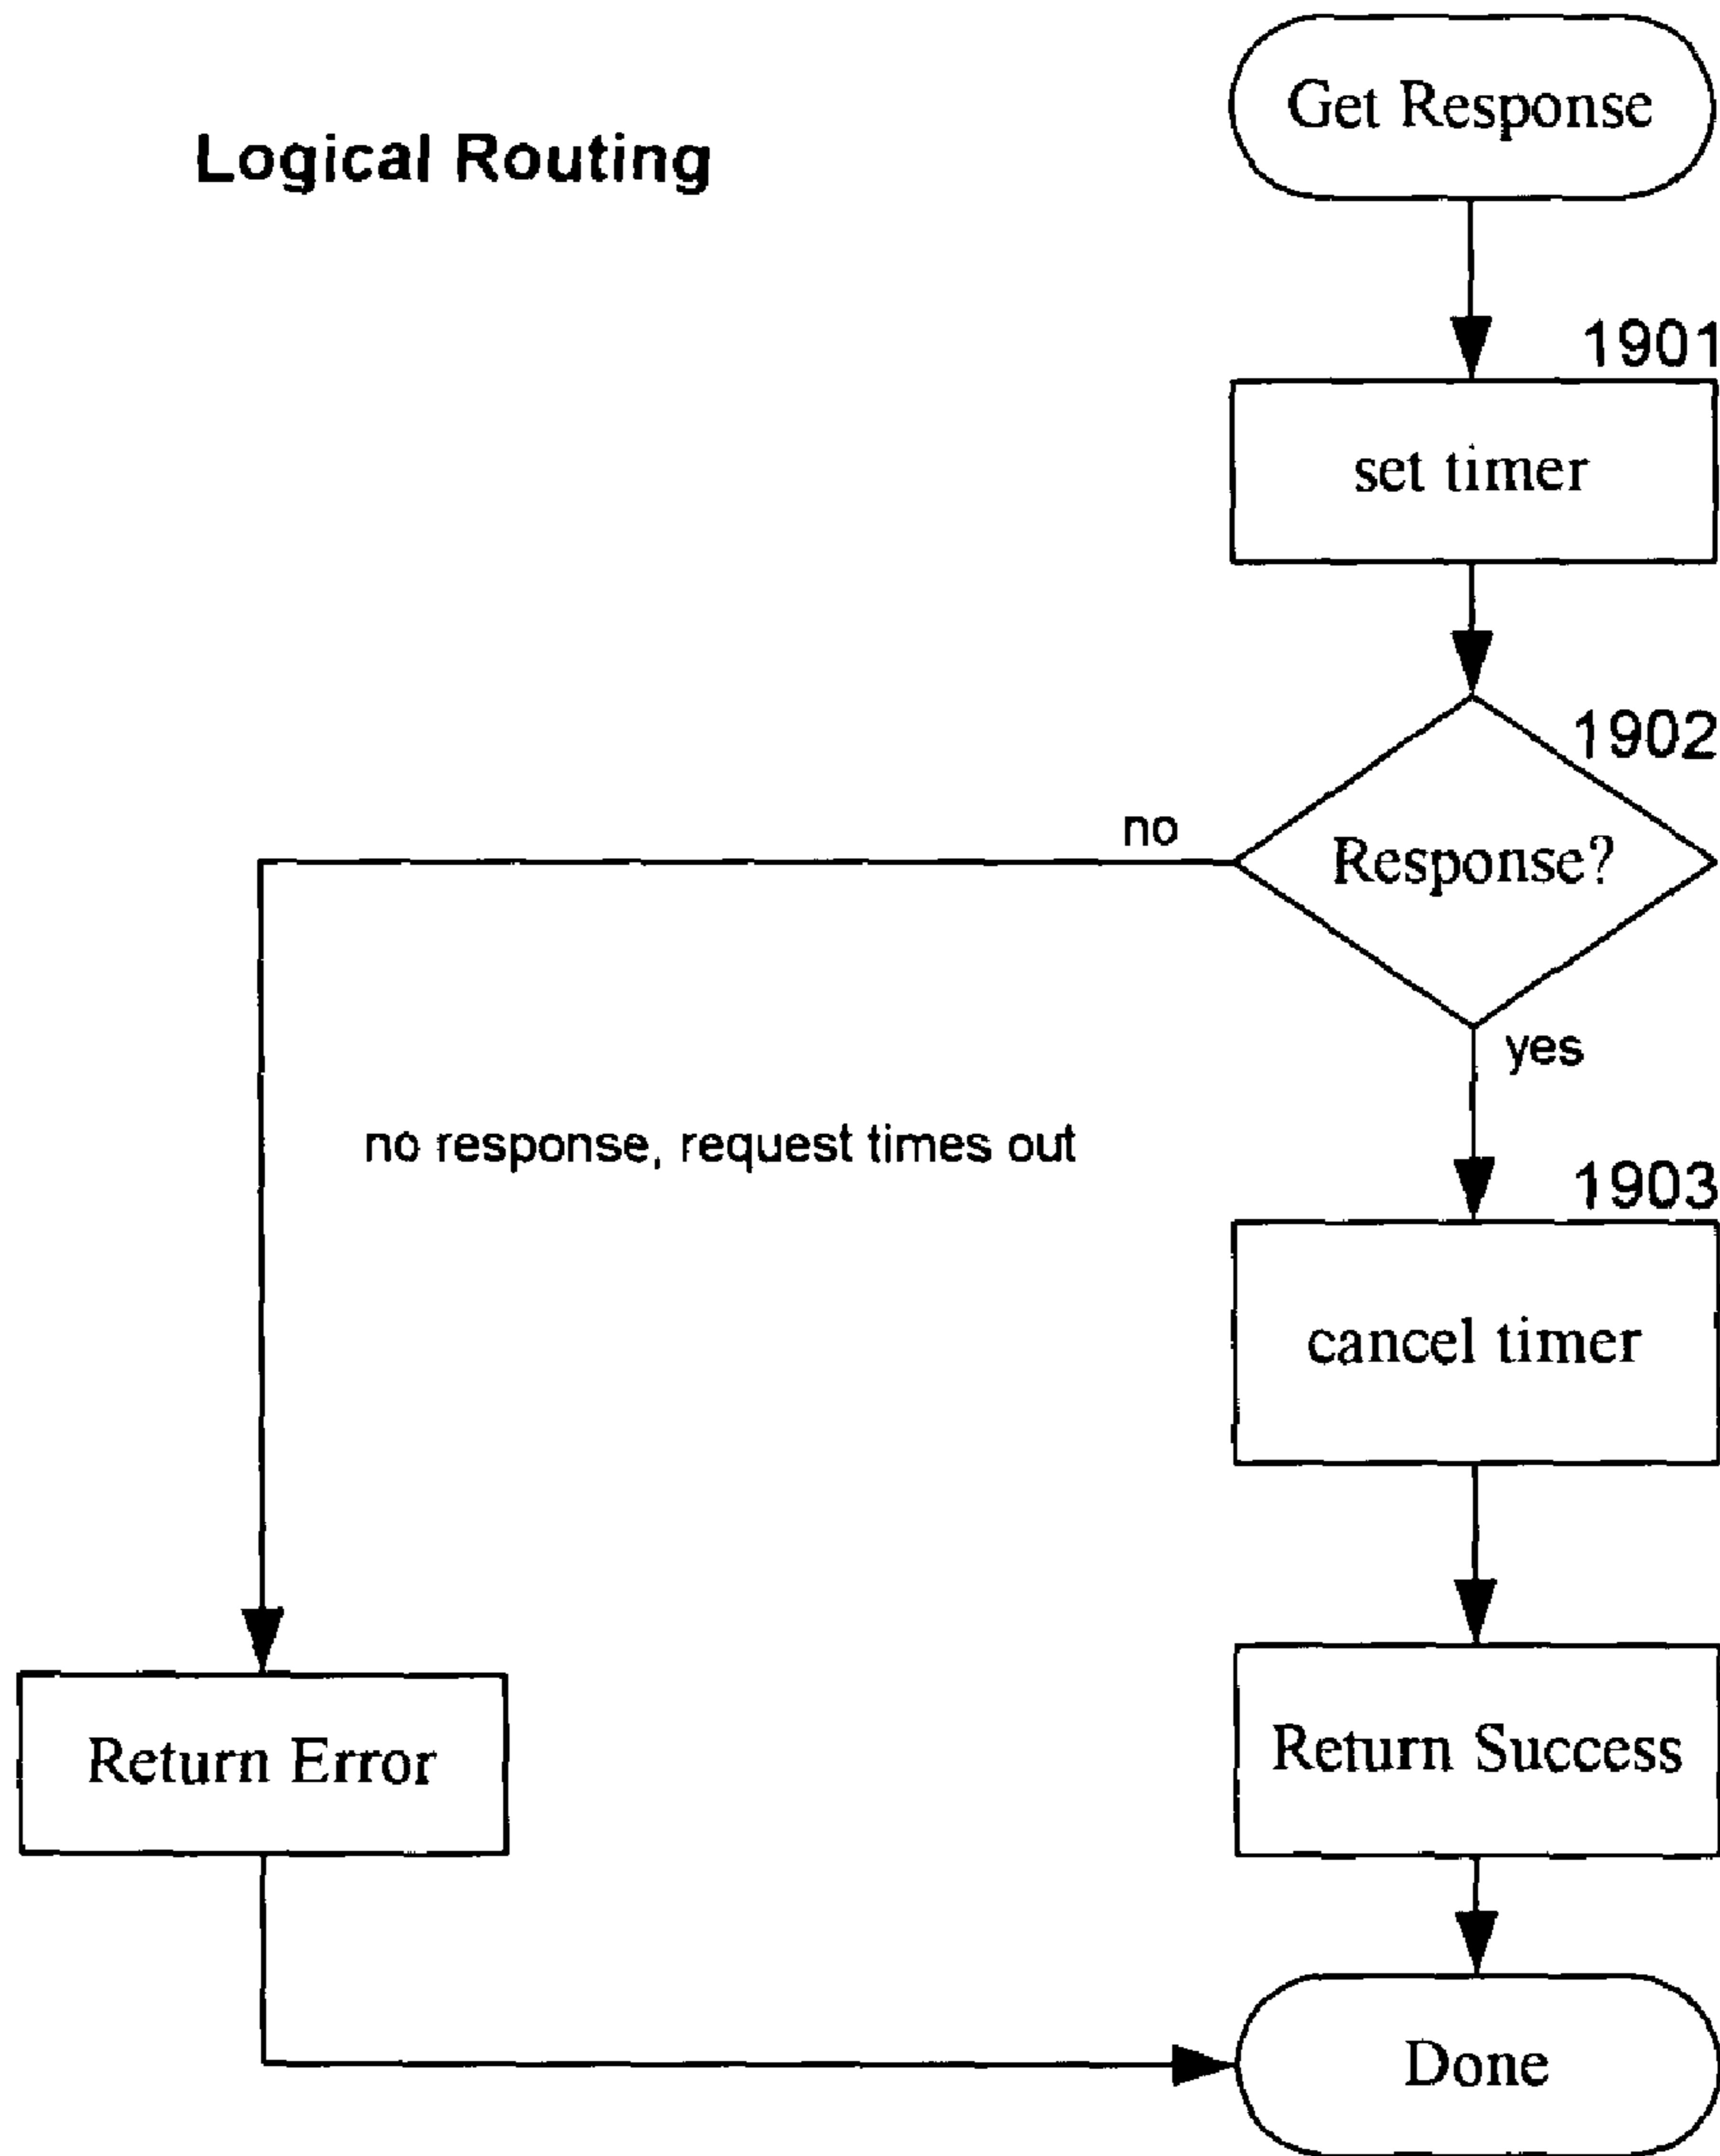 Get Response
Logical Routing
1901
set timer
1902
no
Response?
yes
no response, request times out
1903
cancel timer
Return Error
Return Success
Done